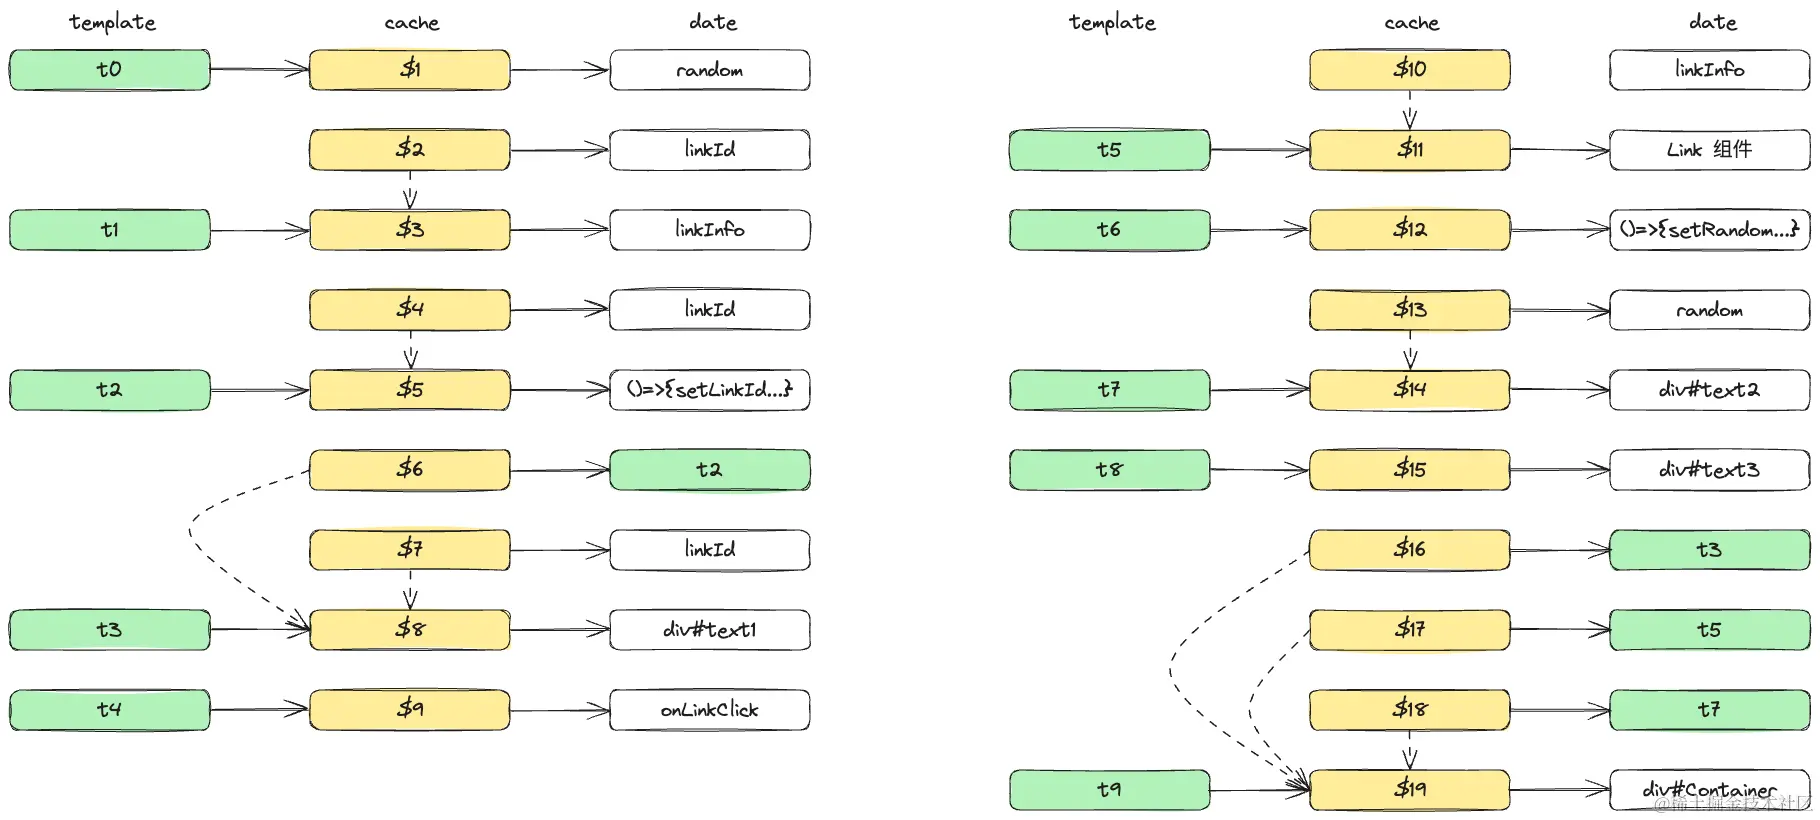 template cache date
t0 $1 random
$2 linkId
t1 $3 linkInfo
$4 linkId
t2 $5 ()=>{setLinkId...}
$6 t2
$7 linkId
t3 $8 div#text1
t4 $9 onLinkClick
template cache date
$10 linkInfo
t5 $11 Link 组件
t6 $12 ()=>{setRandom...}
$13 random
t7 $14 div#text2
t8 $15 div#text3
$16 t3
$17 t5
$18 t7
t9 $19 div#Container
@稀土掘金技术社区